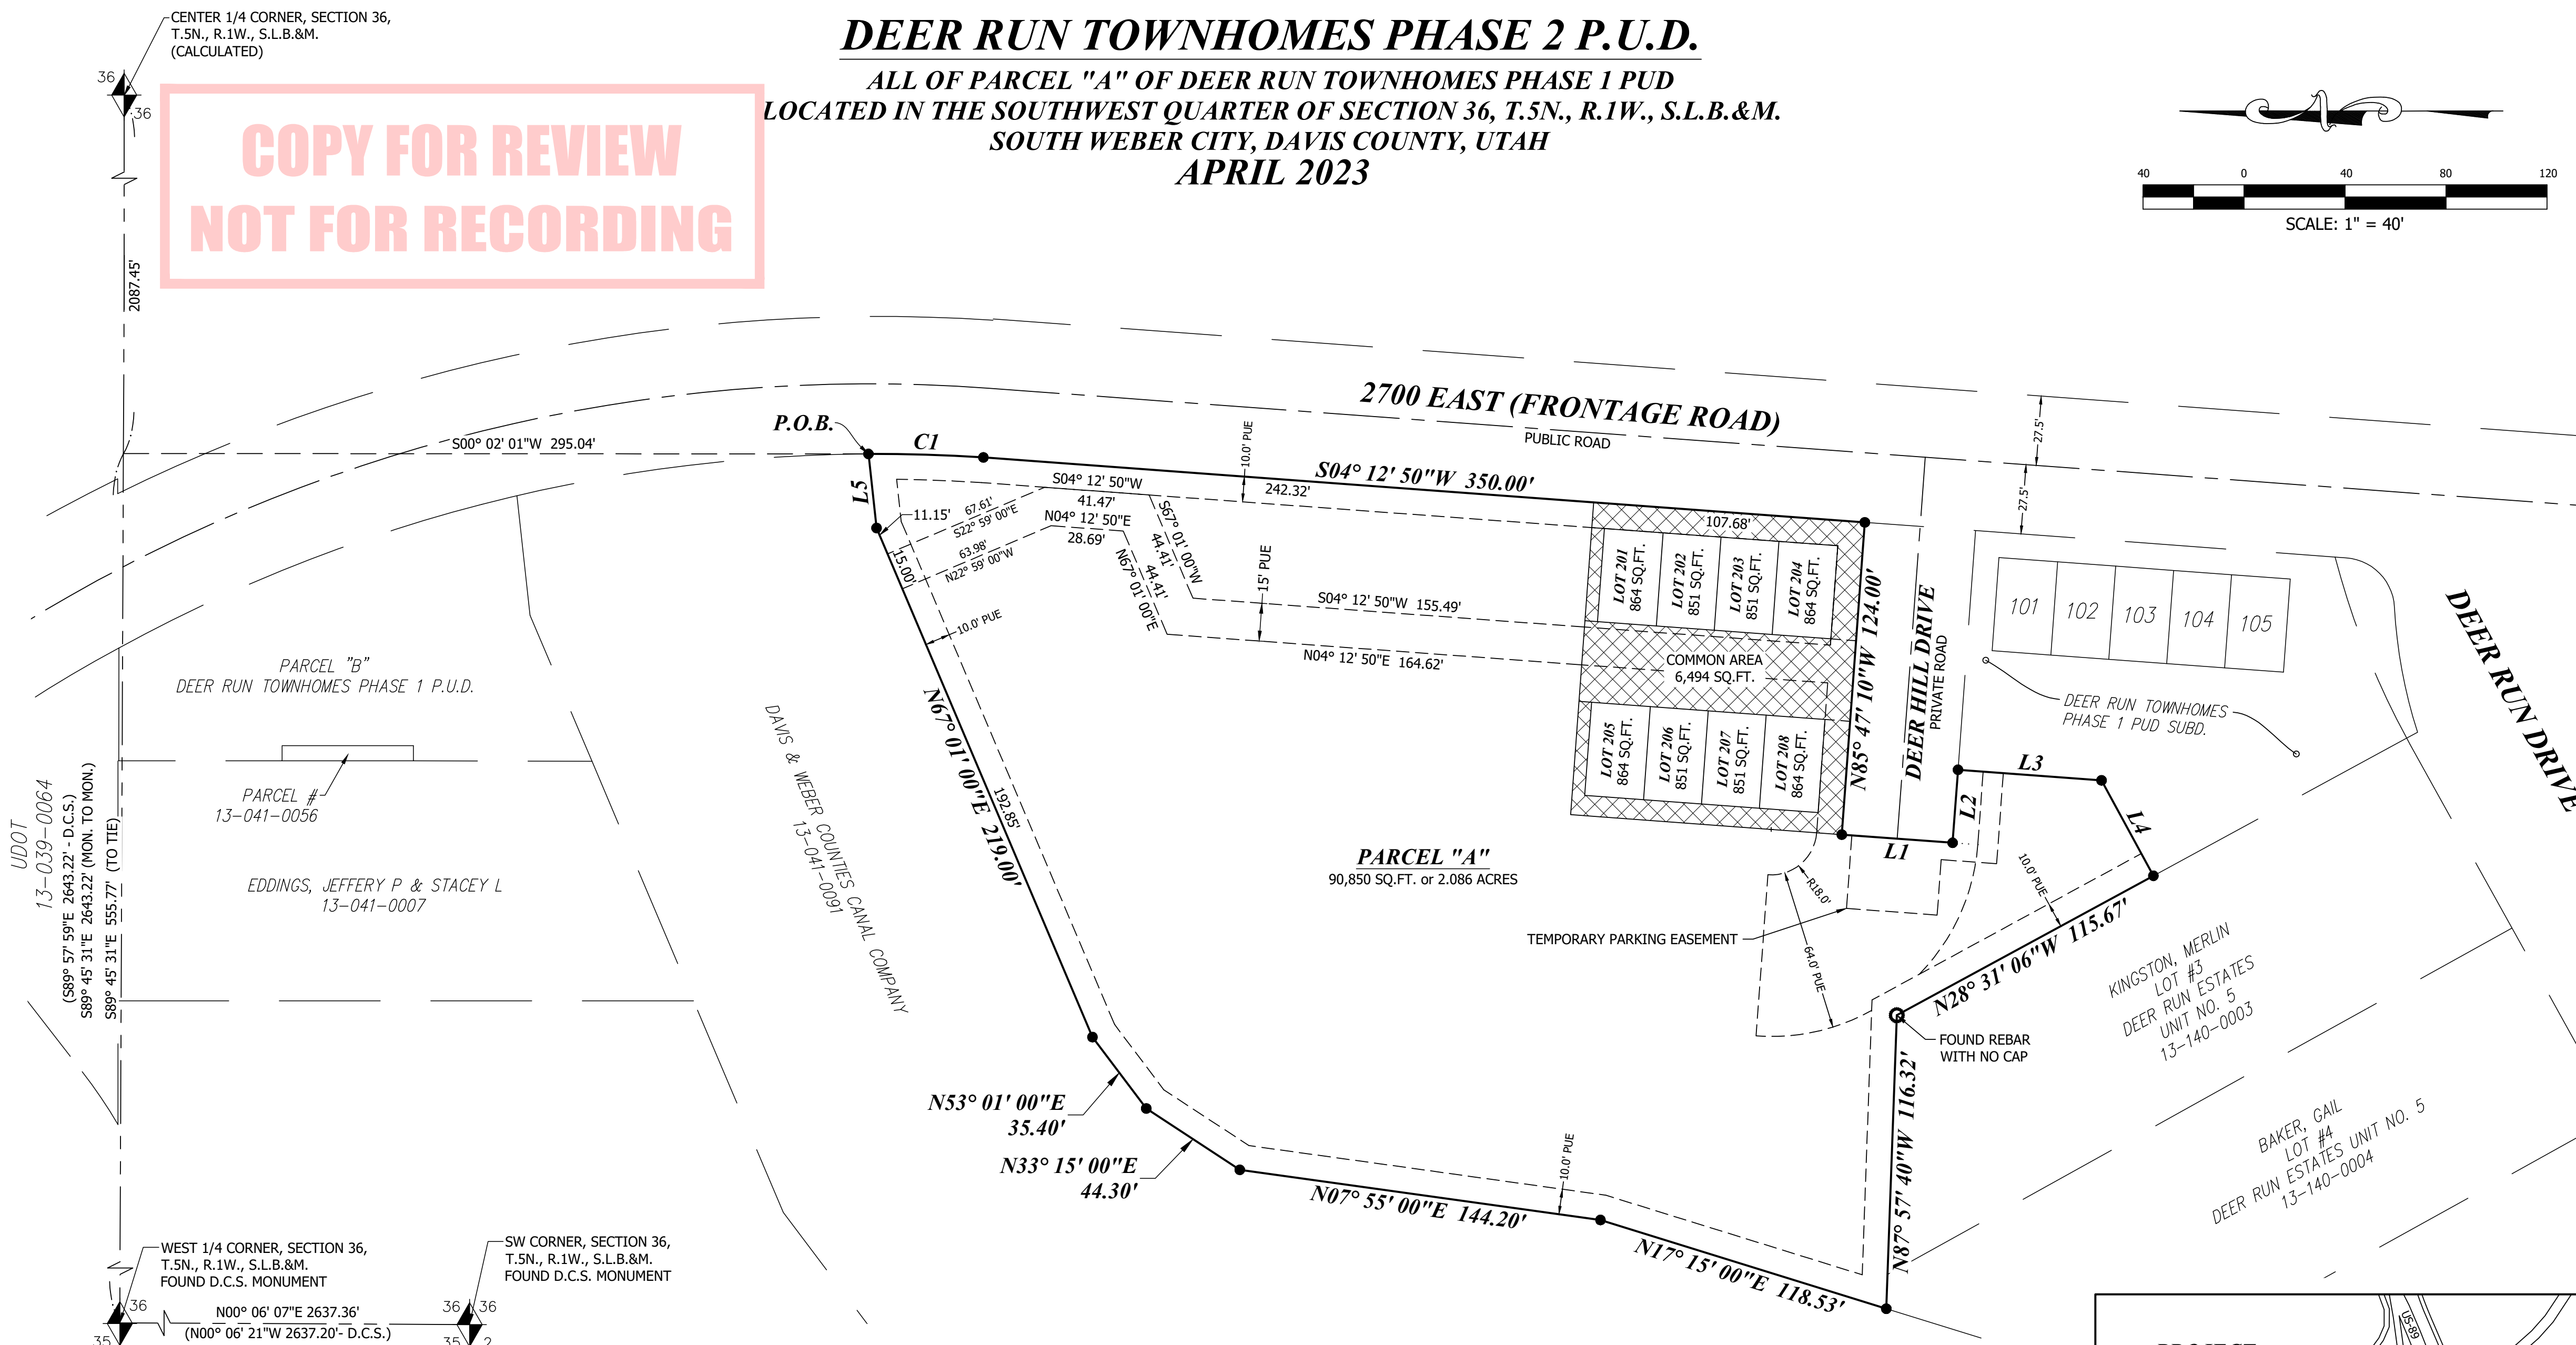 CENTER 1/4 CORNER, SECTION 36,
T.5N., R.1W., S.L.B.&M.
(CALCULATED)
36
36
DEER RUN TOWNHOMES PHASE 2 P.U.D.
ALL OF PARCEL "A" OF DEER RUN TOWNHOMES PHASE 1 PUD
LOCATED IN THE SOUTHWEST QUARTER OF SECTION 36, T.5N., R.1W., S.L.B.&M.
SOUTH WEBER CITY, DAVIS COUNTY, UTAH
APRIL 2023
COPY FOR REVIEW
NOT FOR RECORDING
40 0 40 80 120
SCALE: 1" = 40'
2087.45'
S00° 02' 01"W 295.04'
P.O.B.
C1
L5
2700 EAST (FRONTAGE ROAD)
PUBLIC ROAD
27.5'
27.5'
10.0' PUE
S04° 12' 50"W 350.00'
242.32'
107.68'
S04° 12' 50"W
41.47'
N04° 12' 50"E
28.69'
11.15'
67.61'
S22° 59' 00"E
63.98'
N22° 59' 00"W
15.00'
10.0' PUE
S67° 01' 00"W
44.41'
44.41'
N67° 01' 00"E
15' PUE
S04° 12' 50"W 155.49'
N04° 12' 50"E 164.62'
LOT 201
864 SQ.FT.
LOT 202
851 SQ.FT.
LOT 203
851 SQ.FT.
LOT 204
864 SQ.FT.
COMMON AREA
6,494 SQ.FT.
LOT 205
864 SQ.FT.
LOT 206
851 SQ.FT.
LOT 207
851 SQ.FT.
LOT 208
864 SQ.FT.
N85° 47' 10"W 124.00'
DEER HILL DRIVE
PRIVATE ROAD
101
102
103
104
105
DEER RUN TOWNHOMES
PHASE 1 PUD SUBD.
DEER RUN DRIVE
L1
L2
L3
L4
10.0' PUE
N28° 31' 06"W 115.67'
R18.0'
64.0' PUE
TEMPORARY PARKING EASEMENT
PARCEL "A"
90,850 SQ.FT. or 2.086 ACRES
FOUND REBAR
WITH NO CAP
N87° 57' 40"W 116.32'
KINGSTON, MERLIN
LOT #3
DEER RUN ESTATES
UNIT NO. 5
13-140-0003
BAKER, GAIL
LOT #4
DEER RUN ESTATES UNIT NO. 5
13-140-0004
N67° 01' 00"E 219.00'
192.85'
N53° 01' 00"E
35.40'
N33° 15' 00"E
44.30'
N07° 55' 00"E 144.20'
10.0' PUE
N17° 15' 00"E 118.53'
DAVIS & WEBER COUNTIES CANAL COMPANY
13-041-0091
PARCEL "B"
DEER RUN TOWNHOMES PHASE 1 P.U.D.
PARCEL #
13-041-0056
EDDINGS, JEFFERY P & STACEY L
13-041-0007
UDOT
13-039-0064
(S89° 57' 59"E 2643.22' - D.C.S.)
S89° 45' 31"E 2643.22' (MON. TO MON.)
S89° 45' 31"E 555.77' (TO TIE)
WEST 1/4 CORNER, SECTION 36,
T.5N., R.1W., S.L.B.&M.
FOUND D.C.S. MONUMENT
SW CORNER, SECTION 36,
T.5N., R.1W., S.L.B.&M.
FOUND D.C.S. MONUMENT
36
35
N00° 06' 07"E 2637.36'
(N00° 06' 21"W 2637.20'- D.C.S.)
36 36
35 2
US-89
PROJECT